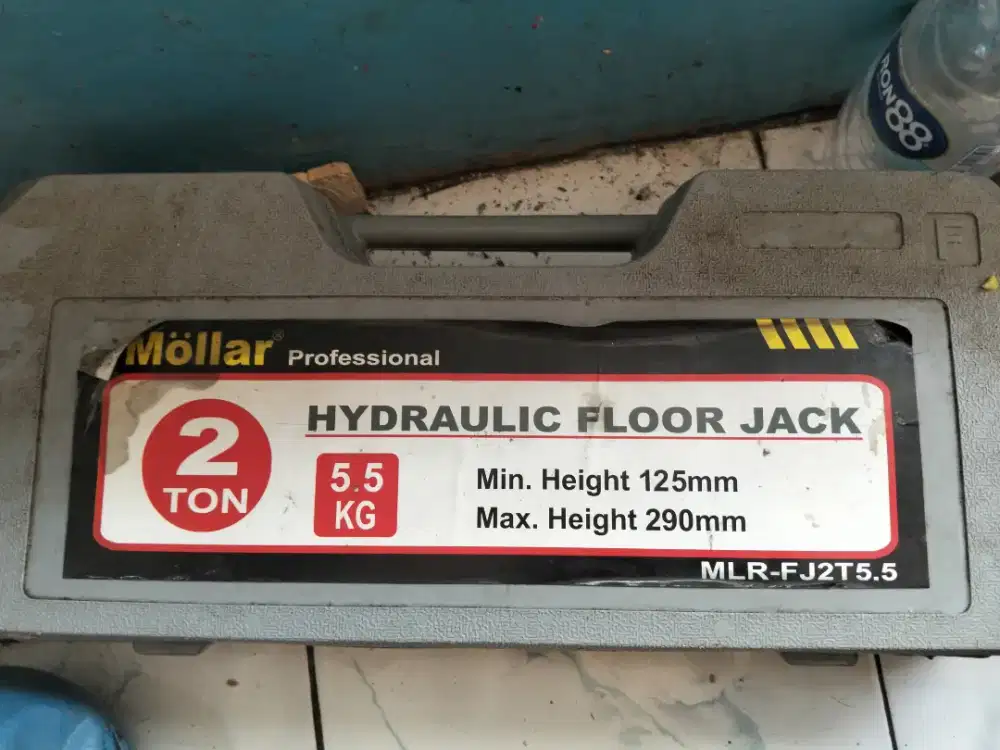 RON88
Möllar® Professional
2
TON
HYDRAULIC FLOOR JACK
5.5
KG
Min. Height 125mm
Max. Height 290mm
MLR-FJ2T5.5